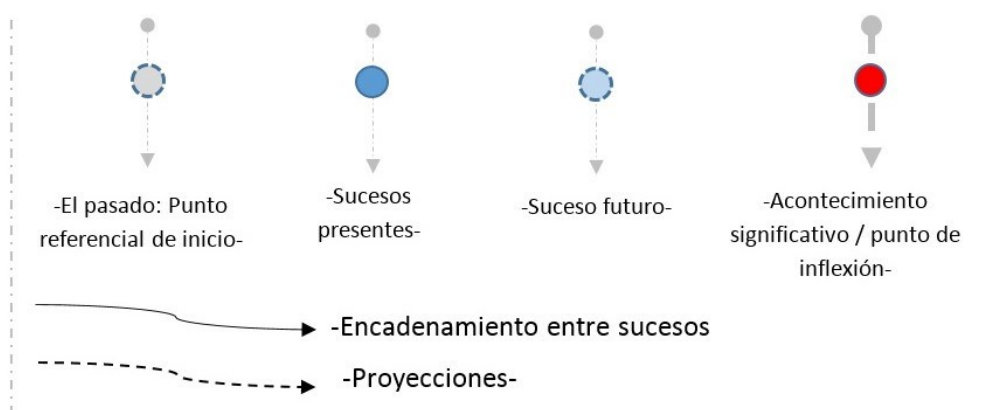 -El pasado: Punto
referencial de inicio-
-Sucesos
presentes-
-Suceso futuro-
-Acontecimiento
significativo / punto de
inflexión-
-Encadenamiento entre sucesos
-Proyecciones-